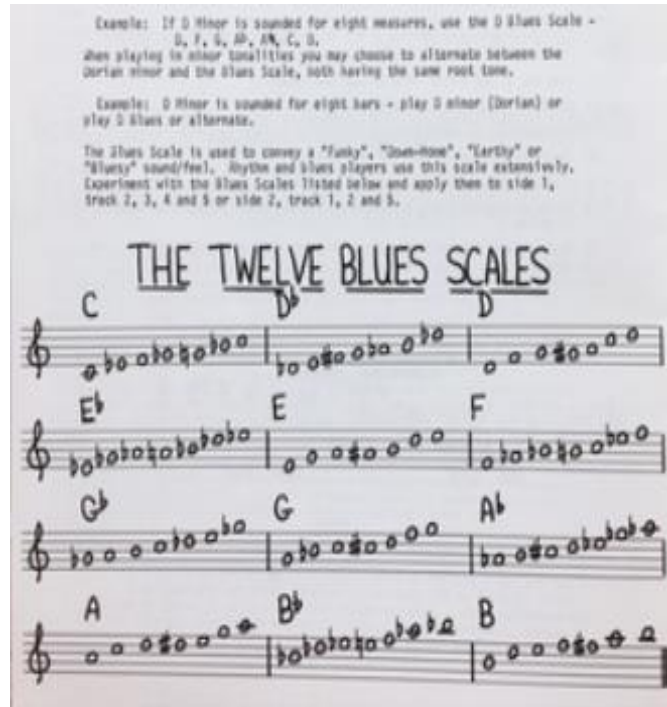 Example: If D Minor is sounded for eight measures, use the D Blues Scale -
D, F, G, Ab, A♮, C, D.
When playing in minor tonalities you may choose to alternate between the
Dorian minor and the Blues Scale, both having the same root tone.
Example: D Minor is sounded for eight bars - play D minor (Dorian) or
play D Blues or alternate.
The Blues Scale is used to convey a "Funky", "Down-Home", "Earthy" or
"Bluesy" sound/feel. Rhythm and blues players use this scale extensively.
Experiment with the Blues Scales listed below and apply them to side 1,
track 2, 3, 4 and 5 or side 2, track 1, 2 and 5.
THE TWELVE BLUES SCALES
C D♭ D
E♭ E F
G♭ G A♭
A B♭ B